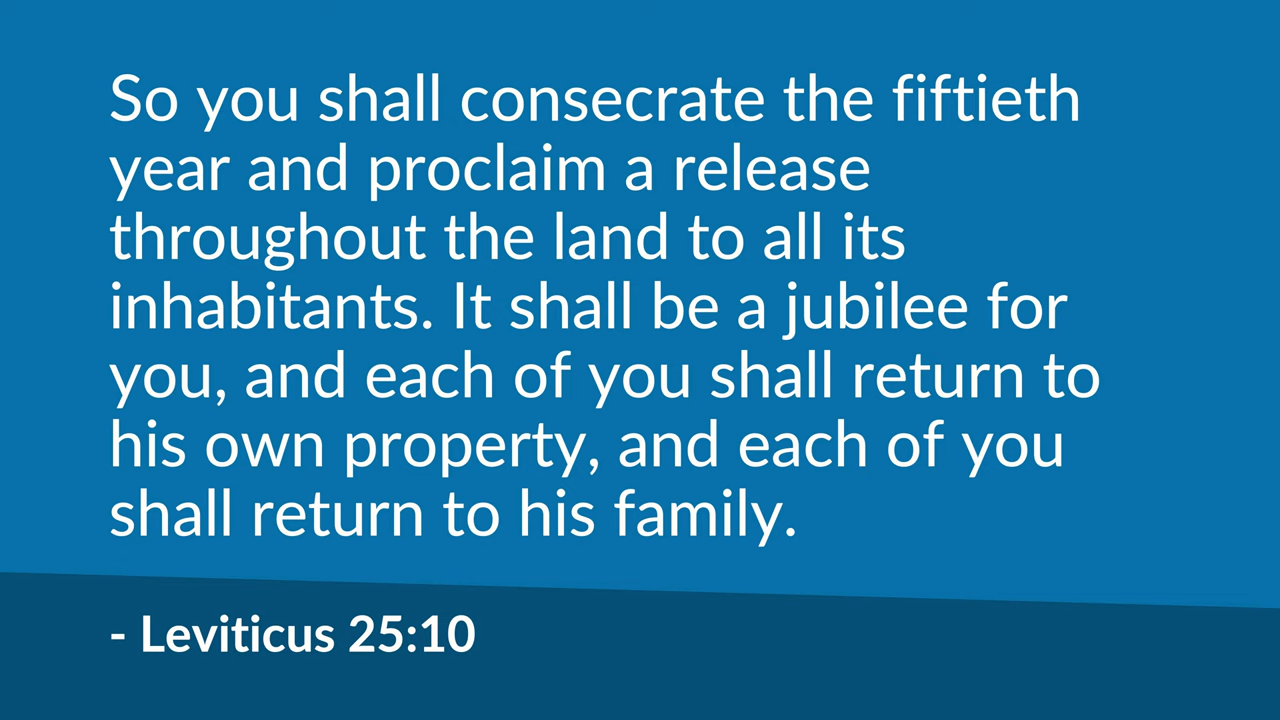 So you shall consecrate the fiftieth
year and proclaim a release
throughout the land to all its
inhabitants. It shall be a jubilee for
you, and each of you shall return to
his own property, and each of you
shall return to his family.
- Leviticus 25:10